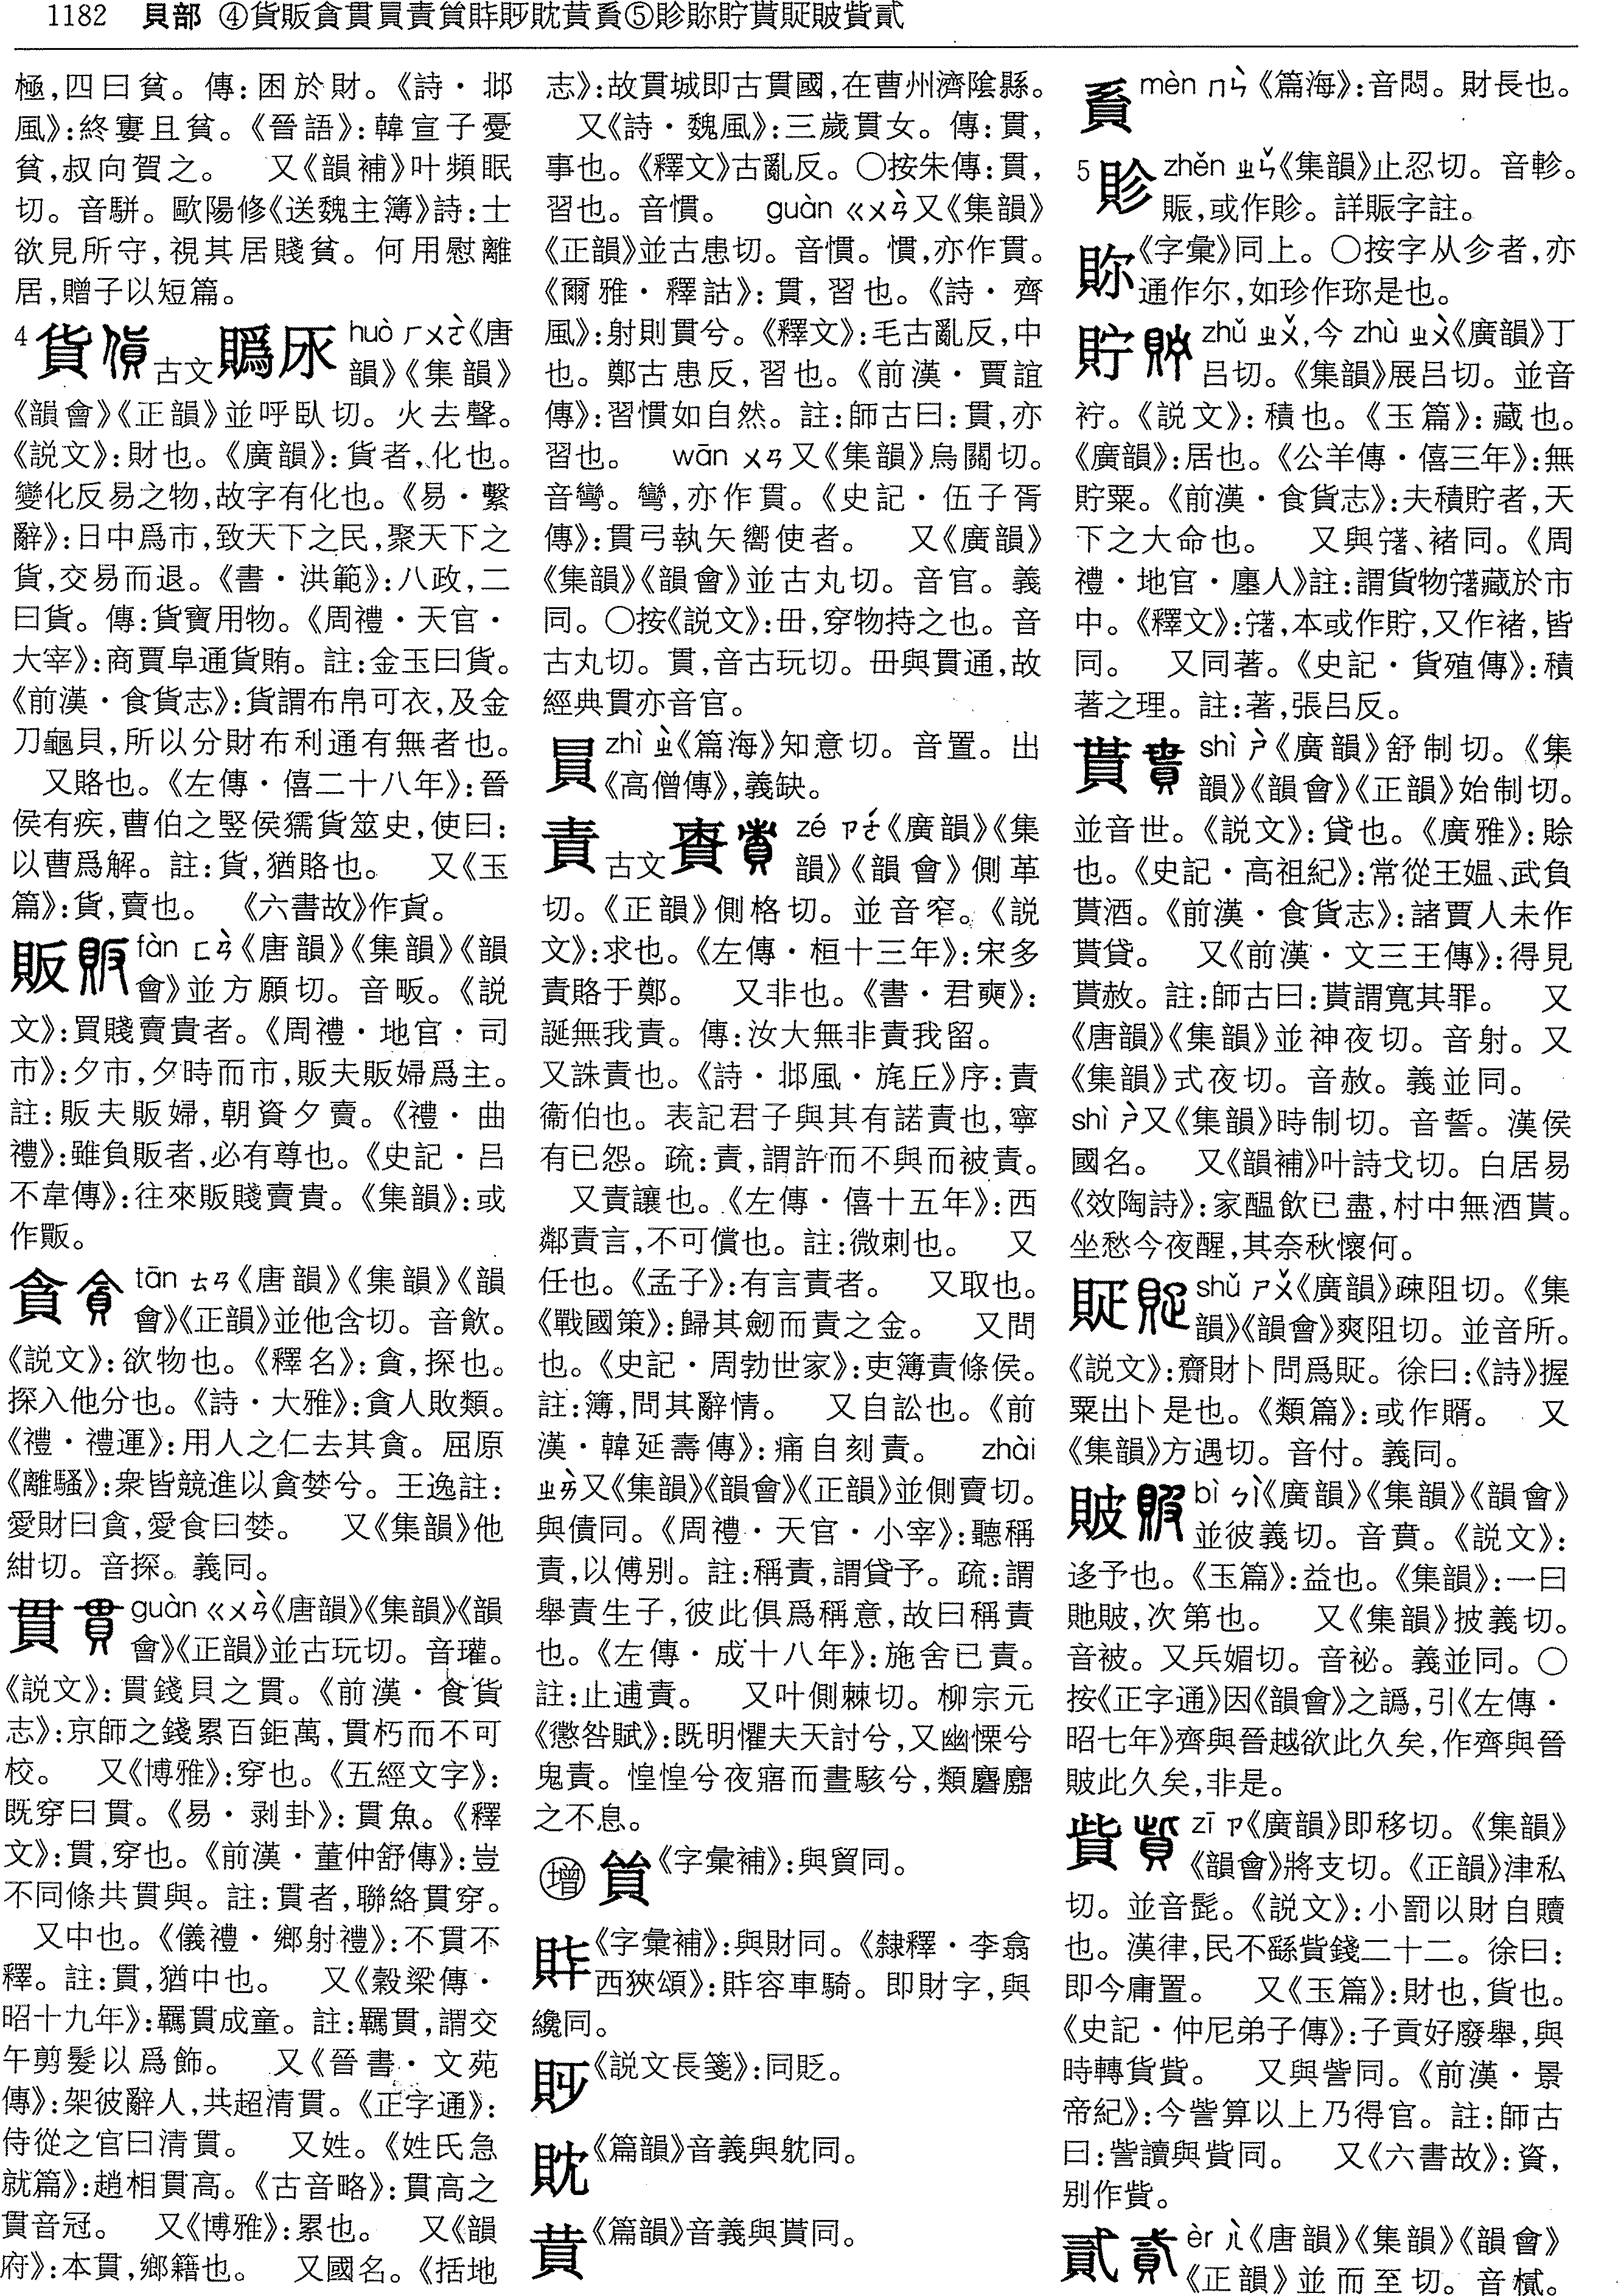 1182 貝部 ④貨販貪貫㒵責貲⑤貯貰貶貱貲貳
極,四曰貧。傳:困於財。《詩·邶
風》:終寠且貧。《晉語》:韓宣子憂
貧,叔向賀之。 又《韻補》叶頻眠
切。音駢。歐陽修《送魏主簿》詩:士
欲見所守,視其居賤貧。何用慰離
居,贈子以短篇。
4 貨 古文 huò ㄏㄨㄛˋ《唐
韻》《集韻》
《韻會》《正韻》並呼臥切。火去聲。
《説文》:財也。《廣韻》:貨者,化也。
變化反易之物,故字有化也。《易·繫
辭》:日中爲市,致天下之民,聚天下之
貨,交易而退。《書·洪範》:八政,二
曰貨。傳:貨寶用物。《周禮·天官·
大宰》:商賈阜通貨賄。註:金玉曰貨。
《前漢·食貨志》:貨謂布帛可衣,及金
刀龜貝,所以分財布利通有無者也。
又賂也。《左傳·僖二十八年》:晉
侯有疾,曹伯之竪侯獳貨筮史,使曰:
以曹爲解。註:貨,猶賂也。 又《玉
篇》:貨,賣也。 《六書故》作貨。
販 fàn ㄈㄢˋ《唐韻》《集韻》《韻
會》並方願切。音畈。《説
文》:買賤賣貴者。《周禮·地官·司
市》:夕市,夕時而市,販夫販婦爲主。
註:販夫販婦,朝資夕賣。《禮·曲
禮》:雖負販者,必有尊也。《史記·呂
不韋傳》:往來販賤賣貴。《集韻》:或
作䉒。
貪 tān ㄊㄢ《唐韻》《集韻》《韻
會》《正韻》並他含切。音歁。
《説文》:欲物也。《釋名》:貪,探也。
探入他分也。《詩·大雅》:貪人敗類。
《禮·禮運》:用人之仁去其貪。屈原
《離騷》:衆皆競進以貪婪兮。王逸註:
愛財曰貪,愛食曰婪。 又《集韻》他
紺切。音探。義同。
貫 guàn ㄍㄨㄢˋ《唐韻》《集韻》《韻
會》《正韻》並古玩切。音瓘。
《説文》:貫錢貝之貫。《前漢·食貨
志》:京師之錢累百鉅萬,貫朽而不可
校。 又《博雅》:穿也。《五經文字》:
既穿曰貫。《易·剥卦》:貫魚。《釋
文》:貫,穿也。《前漢·董仲舒傳》:豈
不同條共貫與。註:貫者,聯絡貫穿。
又中也。《儀禮·鄉射禮》:不貫不
釋。註:貫,猶中也。 又《穀梁傳·
昭十九年》:羈貫成童。註:羈貫,謂交
午剪髮以爲飾。 又《晉書·文苑
傳》:架彼辭人,共超清貫。《正字通》:
侍從之官曰清貫。 又姓。《姓氏急
就篇》:趙相貫高。《古音略》:貫高之
貫音冠。 又《博雅》:累也。 又《韻
府》:本貫,鄉籍也。 又國名。《括地
志》:故貫城即古貫國,在曹州濟陰縣。
又《詩·魏風》:三歲貫女。傳:貫,
事也。《釋文》古亂反。○按朱傳:貫,
習也。音慣。 guàn ㄍㄨㄢˋ又《集韻》
《正韻》並古患切。音慣。慣,亦作貫。
《爾雅·釋詁》:貫,習也。《詩·齊
風》:射則貫兮。《釋文》:毛古亂反,中
也。鄭古患反,習也。《前漢·賈誼
傳》:習慣如自然。註:師古曰:貫,亦
習也。 wān ㄨㄢ又《集韻》烏關切。
音彎。彎,亦作貫。《史記·伍子胥
傳》:貫弓執矢嚮使者。 又《廣韻》
《集韻》《韻會》並古丸切。音官。義
同。○按《説文》:毌,穿物持之也。音
古丸切。貫,音古玩切。毌與貫通,故
經典貫亦音官。
zhì ㄓˋ《篇海》知意切。音置。出
《高僧傳》,義缺。
責 古文 zé ㄗㄜˊ《廣韻》《集
韻》《韻會》側革
切。《正韻》側格切。並音窄。《説
文》:求也。《左傳·桓十三年》:宋多
責賂于鄭。 又非也。《書·君奭》:
誕無我責。傳:汝大無非責我留。
又誅責也。《詩·邶風·旄丘》序:責
衞伯也。表記君子與其有諾責也,寧
有已怨。疏:責,謂許而不與而被責。
又責讓也。《左傳·僖十五年》:西
鄰責言,不可償也。註:微刺也。 又
任也。《孟子》:有言責者。 又取也。
《戰國策》:歸其劒而責之金。 又問
也。《史記·周勃世家》:吏簿責條侯。
註:簿,問其辭情。 又自訟也。《前
漢·韓延壽傳》:痛自刻責。 zhài
ㄓㄞˋ又《集韻》《韻會》《正韻》並側賣切。
與債同。《周禮·天官·小宰》:聽稱
責,以傅别。註:稱責,謂貸予。疏:謂
舉責生子,彼此俱爲稱意,故曰稱責
也。《左傳·成十八年》:施舍已責。
註:止逋責。 又叶側棘切。柳宗元
《懲咎賦》:既明懼夫天討兮,又幽慄兮
鬼責。惶惶兮夜寤而晝駭兮,類麏麚
之不息。
增 《字彙補》:與貿同。
《字彙補》:與財同。《隸釋·李翕
西狹頌》:容車騎。即財字,與
纔同。
《説文長箋》:同貶。
《篇韻》音義與躭同。
《篇韻》音義與貰同。
mèn ㄇㄣˋ《篇海》:音悶。財長也。
5 貹 zhěn ㄓㄣˇ《集韻》止忍切。音軫。
賑,或作。詳賑字註。
《字彙》同上。○按字从㐱者,亦
通作尔,如珍作珎是也。
貯 zhǔ ㄓㄨˇ,今 zhù ㄓㄨˋ《廣韻》丁
呂切。《集韻》展呂切。並音
袸。《説文》:積也。《玉篇》:藏也。
《廣韻》:居也。《公羊傳·僖三年》:無
貯粟。《前漢·食貨志》:夫積貯者,天
下之大命也。 又與㡯、褚同。《周
禮·地官·廛人》註:謂貨物㡯藏於市
中。《釋文》:㡯,本或作貯,又作褚,皆
同。 又同著。《史記·貨殖傳》:積
著之理。註:著,張呂反。
貰 shì ㄕˋ《廣韻》舒制切。《集
韻》《韻會》《正韻》始制切。
並音世。《説文》:貸也。《廣雅》:賒
也。《史記·高祖紀》:常從王媪、武負
貰酒。《前漢·食貨志》:諸賈人未作
貰貸。 又《前漢·文三王傳》:得見
貰赦。註:師古曰:貰謂寬其罪。 又
《唐韻》《集韻》並神夜切。音射。又
《集韻》式夜切。音赦。義並同。
shì ㄕˋ又《集韻》時制切。音誓。漢侯
國名。 又《韻補》叶詩戈切。白居易
《效陶詩》:家醖飲已盡,村中無酒貰。
坐愁今夜醒,其奈秋懷何。
䝪 shǔ ㄕㄨˇ《廣韻》疎阻切。《集
韻》《韻會》爽阻切。並音所。
《説文》:齎財卜問爲䝪。徐曰:《詩》握
粟出卜是也。《類篇》:或作䝼。 又
《集韻》方遇切。音付。義同。
貱 bì ㄅㄧˋ《廣韻》《集韻》《韻會》
並彼義切。音賁。《説文》:
迻予也。《玉篇》:益也。《集韻》:一曰
貤貱,次第也。 又《集韻》披義切。
音被。又兵媚切。音祕。義並同。○
按《正字通》因《韻會》之譌,引《左傳·
昭七年》齊與晉越欲此久矣,作齊與晉
貱此久矣,非是。
貲 zī ㄗ《廣韻》即移切。《集韻》
《韻會》將支切。《正韻》津私
切。並音髭。《説文》:小罰以財自贖
也。漢律,民不繇貲錢二十二。徐曰:
即今庸置。 又《玉篇》:財也,貨也。
《史記·仲尼弟子傳》:子貢好廢舉,與
時轉貨貲。 又與訾同。《前漢·景
帝紀》:今訾算以上乃得官。註:師古
曰:訾讀與貲同。 又《六書故》:資,
别作貲。
貳 èr ㄦˋ《唐韻》《集韻》《韻會》
《正韻》並而至切。音樲。